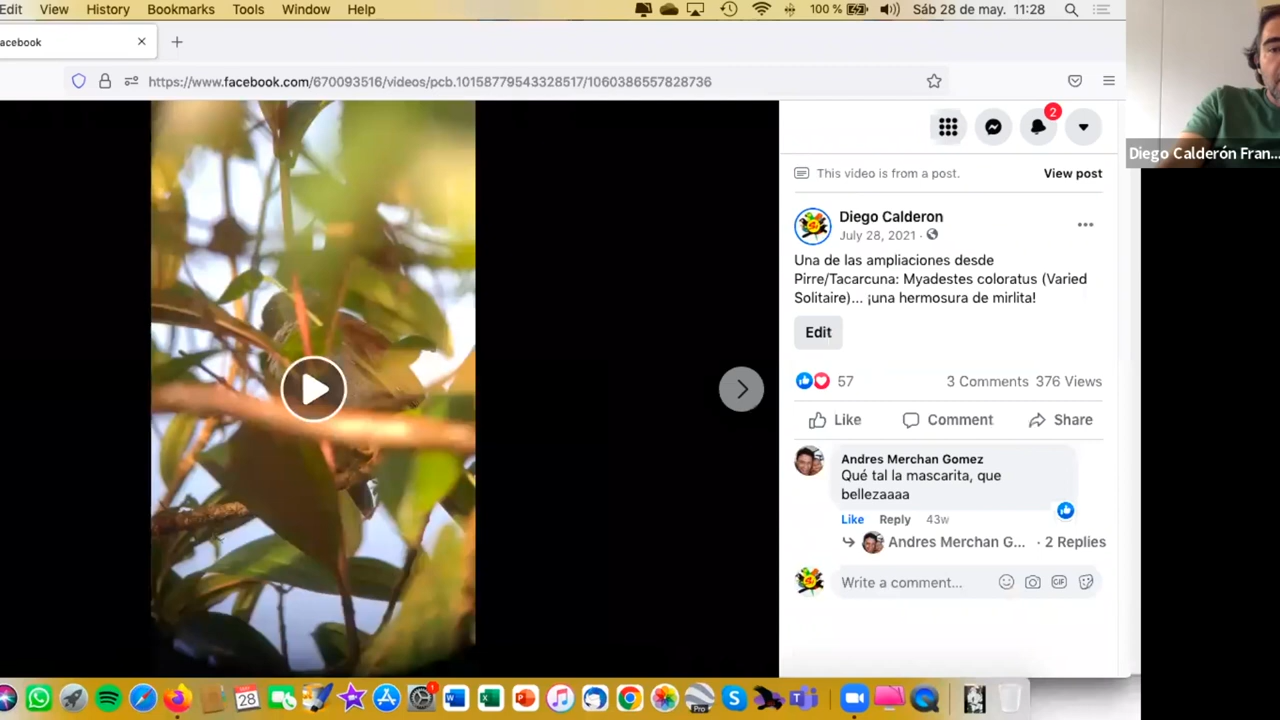 Edit View History Bookmarks Tools Window Help 100 % Sáb 28 de may. 11:28
acebook
https://www.facebook.com/670093516/videos/pcb.10158779543328517/1060386557828736
2
Diego Calderón Fran...
This video is from a post. View post
Diego Calderon
July 28, 2021 ·
Una de las ampliaciones desde
Pirre/Tacarcuna: Myadestes coloratus (Varied
Solitaire)... ¡una hermosura de mirlita!
Edit
57 3 Comments 376 Views
Like Comment Share
Andres Merchan Gomez
Qué tal la mascarita, que
bellezaaaa
Like Reply 43w
Andres Merchan G... · 2 Replies
Write a comment... GIF
28 1 W X P Pro S T